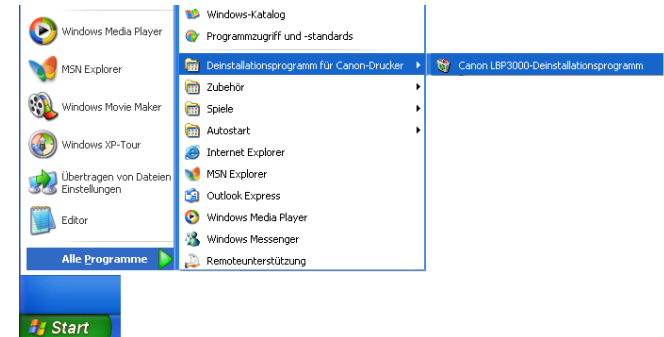 Windows Media Player
MSN Explorer
Windows Movie Maker
Windows XP-Tour
Übertragen von Dateien
Einstellungen
Editor
Alle Programme
Start
Windows-Katalog
Programmzugriff und -standards
Deinstallationsprogramm für Canon-Drucker
Zubehör
Spiele
Autostart
Internet Explorer
MSN Explorer
Outlook Express
Windows Media Player
Windows Messenger
Remoteunterstützung
Canon LBP3000-Deinstallationsprogramm